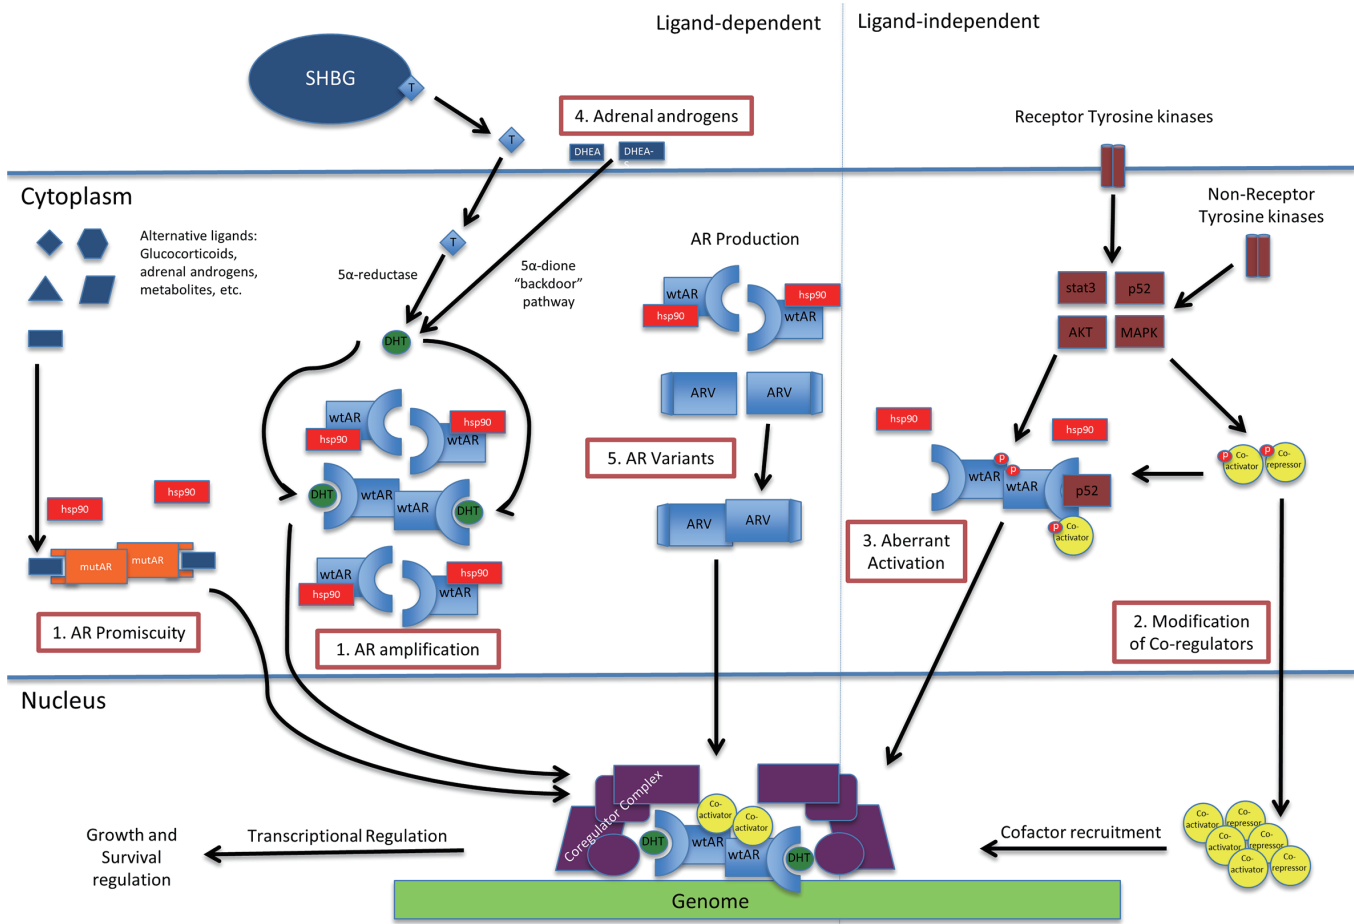 Ligand-dependent
Ligand-independent
SHBG
T
T
4. Adrenal androgens
DHEA
DHEA-
S
Receptor Tyrosine kinases
Cytoplasm
Alternative ligands:
Glucocorticoids,
adrenal androgens,
metabolites, etc.
T
5α-reductase
5α-dione
"backdoor"
pathway
DHT
AR Production
wtAR
hsp90
hsp90
wtAR
Non-Receptor
Tyrosine kinases
stat3
p52
AKT
MAPK
ARV
ARV
wtAR
hsp90
hsp90
wtAR
5. AR Variants
DHT
wtAR
wtAR
DHT
ARV
ARV
hsp90
hsp90
wtAR
P
P
wtAR
p52
P
Co-
activator
P
Co-
activator
P
Co-
repressor
3. Aberrant
Activation
hsp90
hsp90
mutAR
mutAR
wtAR
hsp90
hsp90
wtAR
1. AR Promiscuity
1. AR amplification
2. Modification
of Co-regulators
Nucleus
Coregulator Complex
Co-
activator
Co-
activator
DHT
wtAR
wtAR
DHT
Growth and
Survival
regulation
Transcriptional Regulation
Cofactor recruitment
Co-
activator
Co-
repressor
Co-
activator
Co-
repressor
Co-
activator
Co-
repressor
Genome